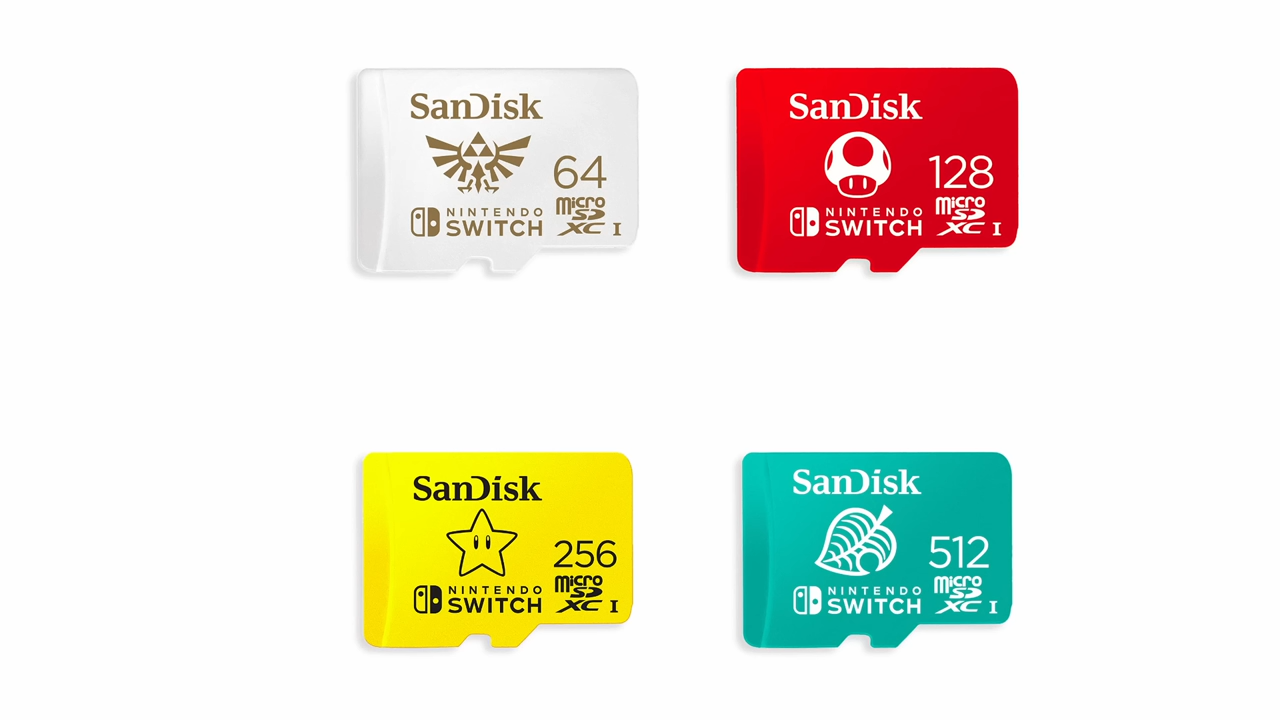 SanDisk
64
NINTENDO
SWITCH
micro
SD
XC I
SanDisk
128
NINTENDO
SWITCH
micro
SD
XC I
SanDisk
256
NINTENDO
SWITCH
micro
SD
XC I
SanDisk
512
NINTENDO
SWITCH
micro
SD
XC I